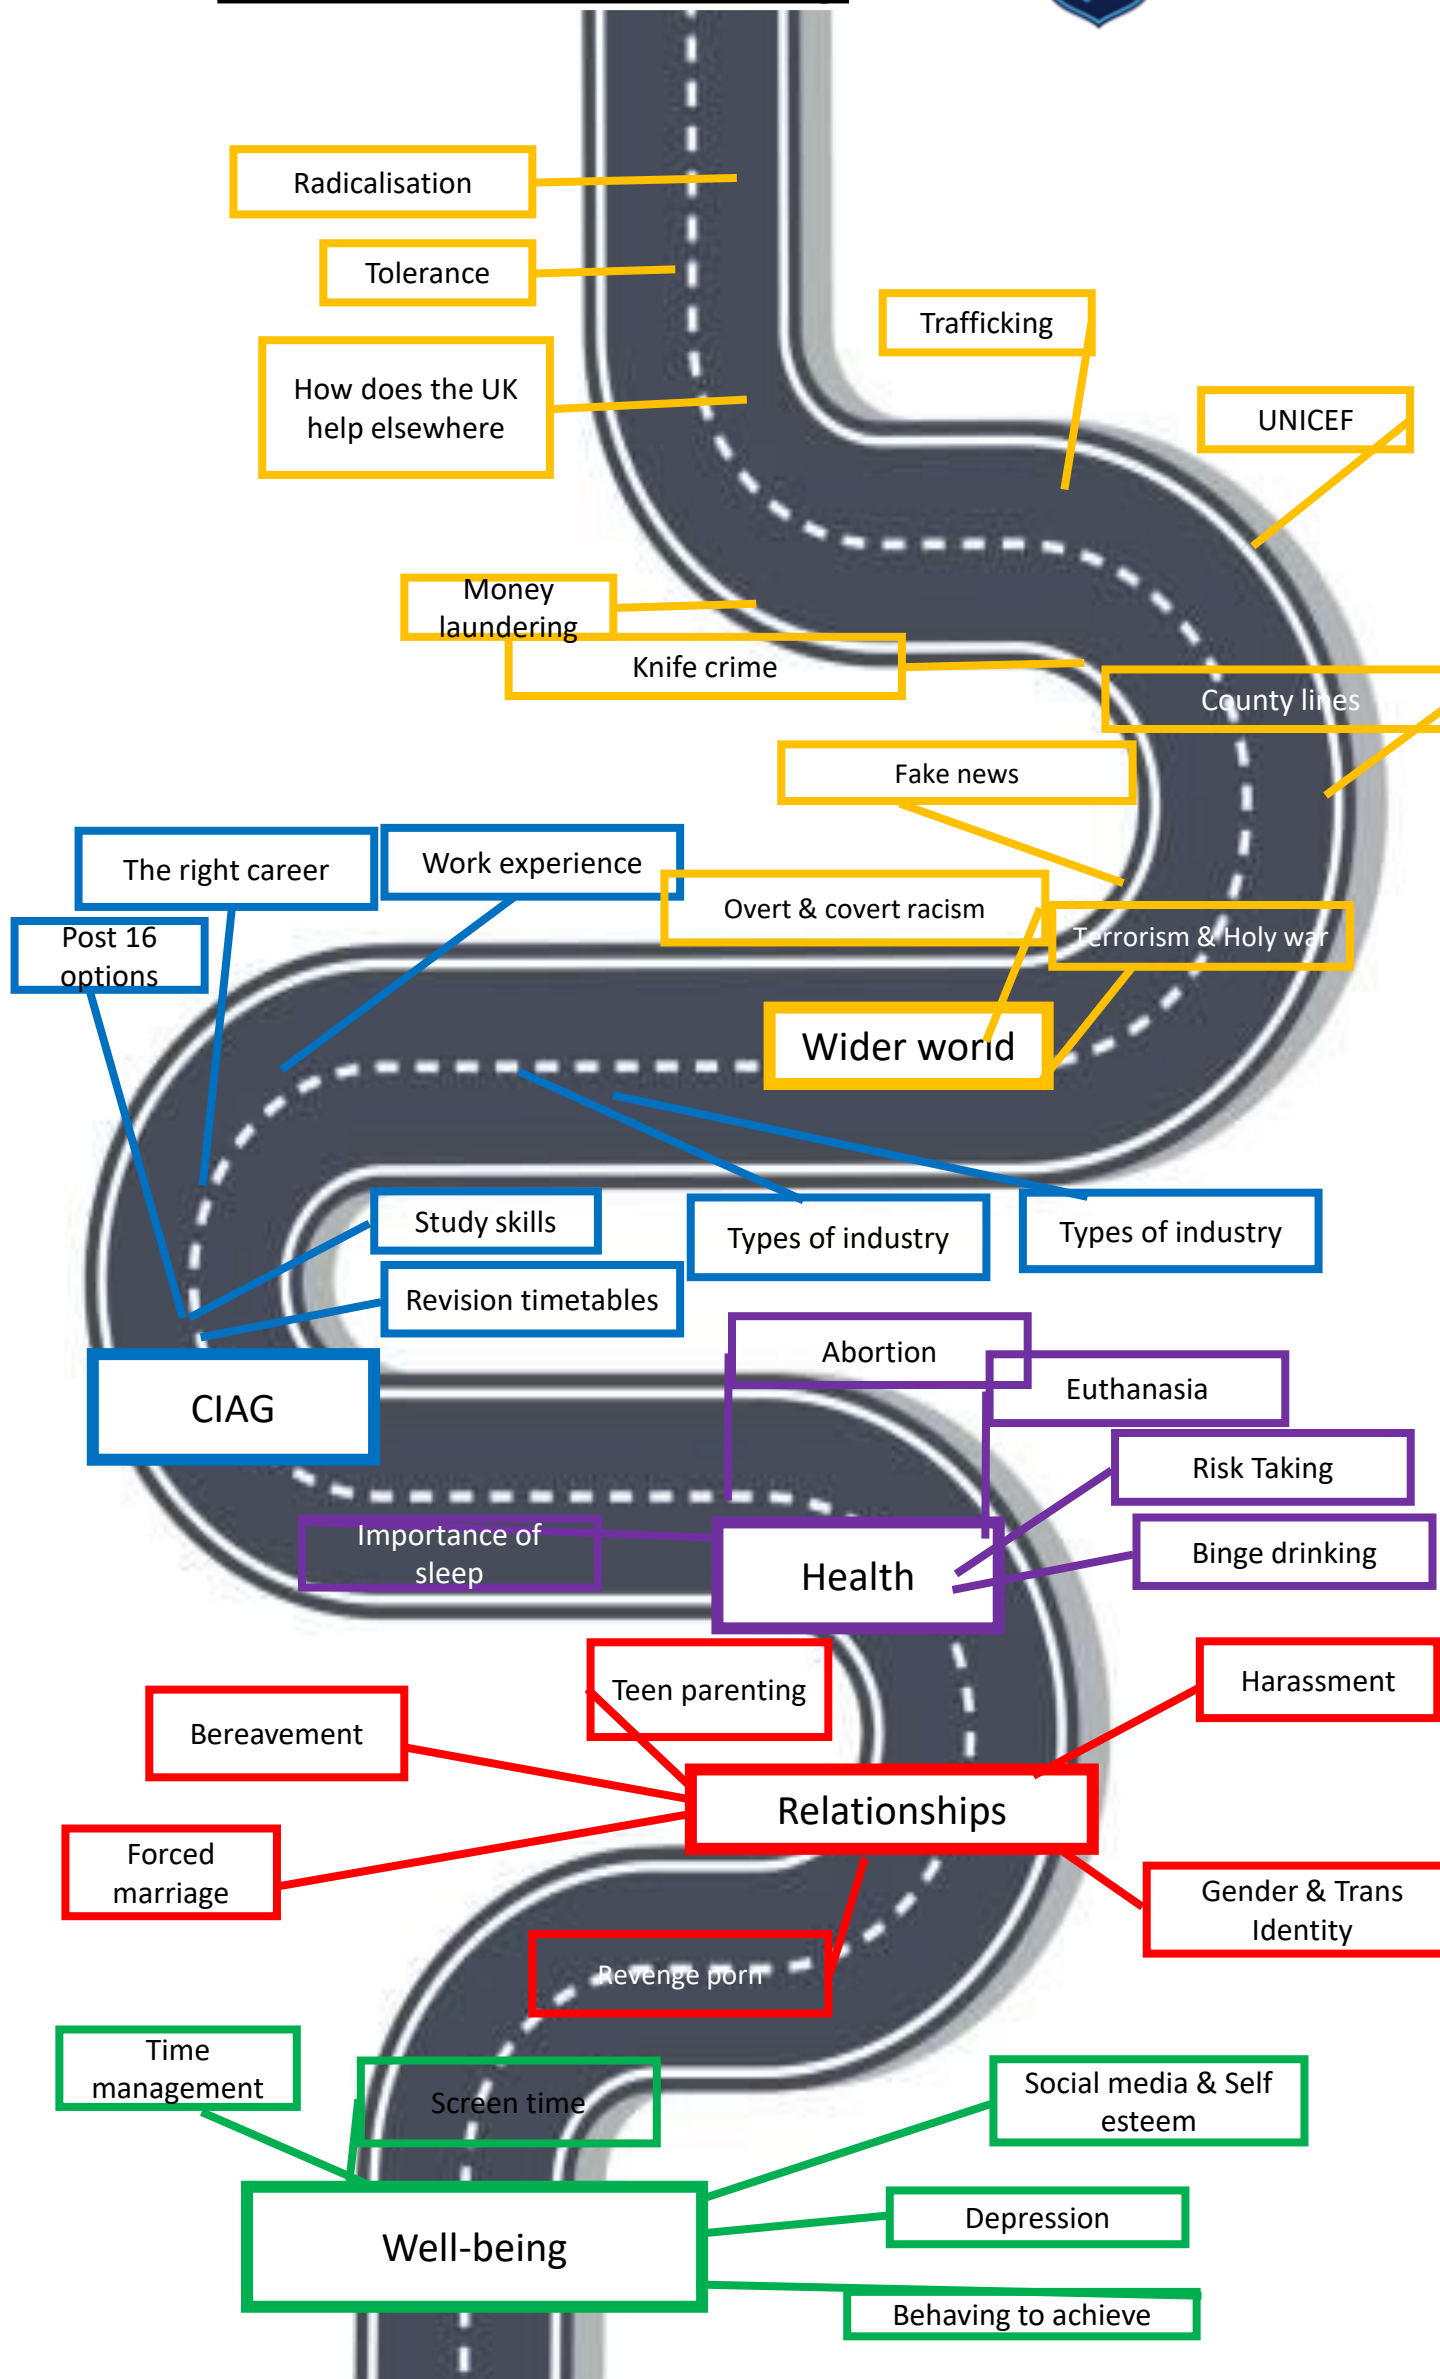 Radicalisation
Tolerance
Trafficking
How does the UK
help elsewhere
UNICEF
Money
laundering
Knife crime
County lines
Fake news
The right career
Work experience
Overt & covert racism
Post 16
options
Terrorism & Holy war
Wider world
Study skills
Types of industry
Types of industry
Revision timetables
Abortion
CIAG
Euthanasia
Risk Taking
Importance of
sleep
Health
Binge drinking
Teen parenting
Harassment
Bereavement
Relationships
Forced
marriage
Gender & Trans
Identity
Revenge porn
Time
management
Screen time
Social media & Self
esteem
Well-being
Depression
Behaving to achieve